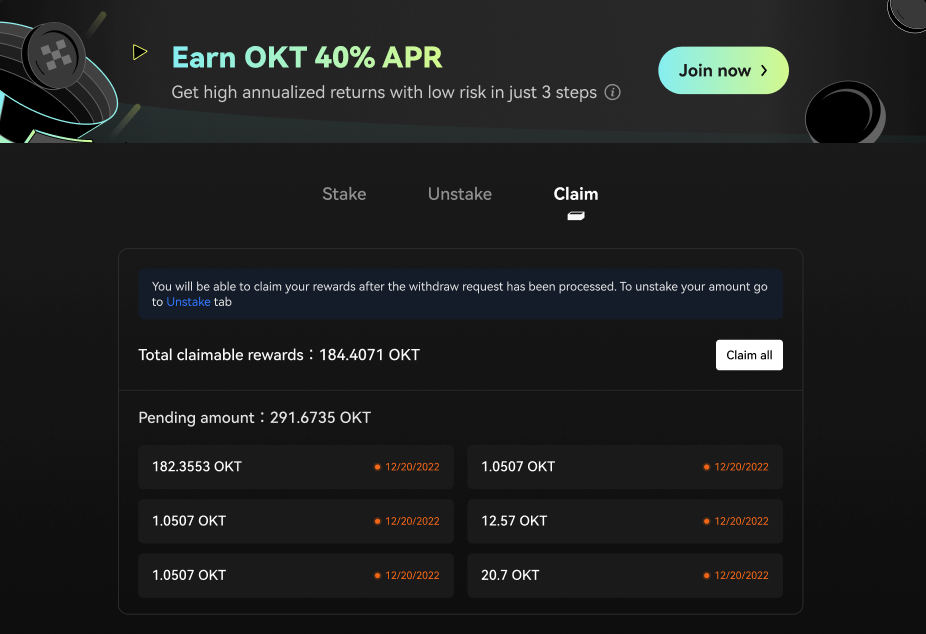 Earn OKT 40% APR
Get high annualized returns with low risk in just 3 steps
Join now
Stake
Unstake
Claim
You will be able to claim your rewards after the withdraw request has been processed. To unstake your amount go
to Unstake tab
Total claimable rewards：184.4071 OKT
Claim all
Pending amount：291.6735 OKT
182.3553 OKT
12/20/2022
1.0507 OKT
12/20/2022
1.0507 OKT
12/20/2022
12.57 OKT
12/20/2022
1.0507 OKT
12/20/2022
20.7 OKT
12/20/2022